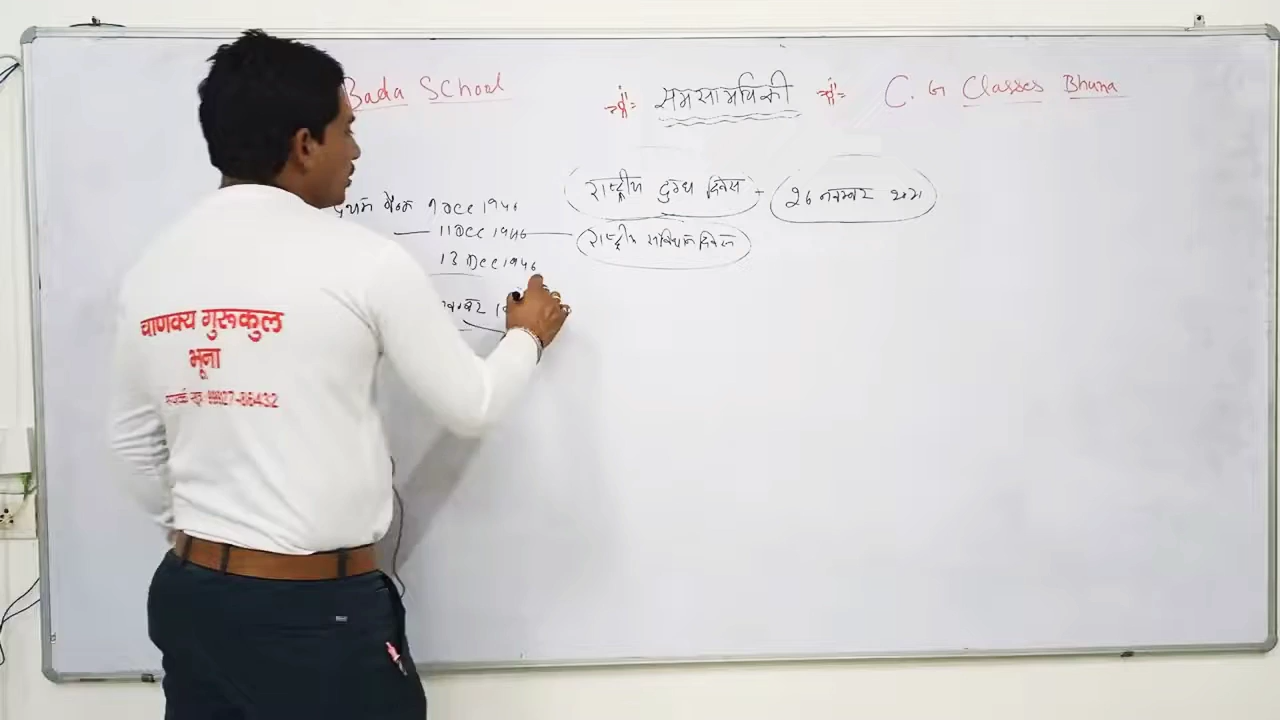 Bada School
समसामयिकी
C. G Classes Bhuna
राष्ट्रीय दुग्ध दिवस - 26 नवम्बर 2021
प्रथम बैठक 9 Dec 1946
11 Dec 1946
राष्ट्रीय संविधान दिवस
13 Dec 1946
चाणक्य गुरूकुल
भूना